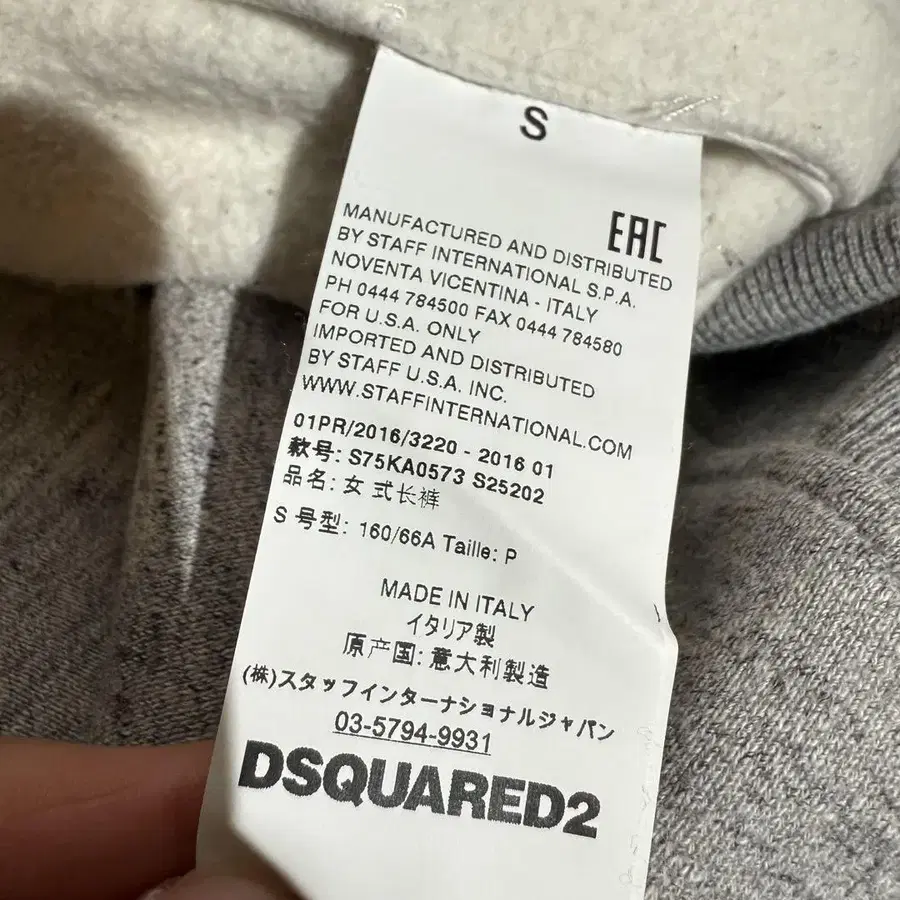 S
EAC
MANUFACTURED AND DISTRIBUTED
BY STAFF INTERNATIONAL S.P.A.
NOVENTA VICENTINA - ITALY
PH 0444 784500 FAX 0444 784580
FOR U.S.A. ONLY
IMPORTED AND DISTRIBUTED
BY STAFF U.S.A. INC.
WWW.STAFFINTERNATIONAL.COM
01PR/2016/3220 - 2016 01
款号: S75KA0573 S25202
品名: 女 式长裤
S 号型: 160/66A Taille: P
MADE IN ITALY
イタリア製
原产国: 意大利製造
(株)スタッフインターナショナルジャパン
03-5794-9931
DSQUARED2